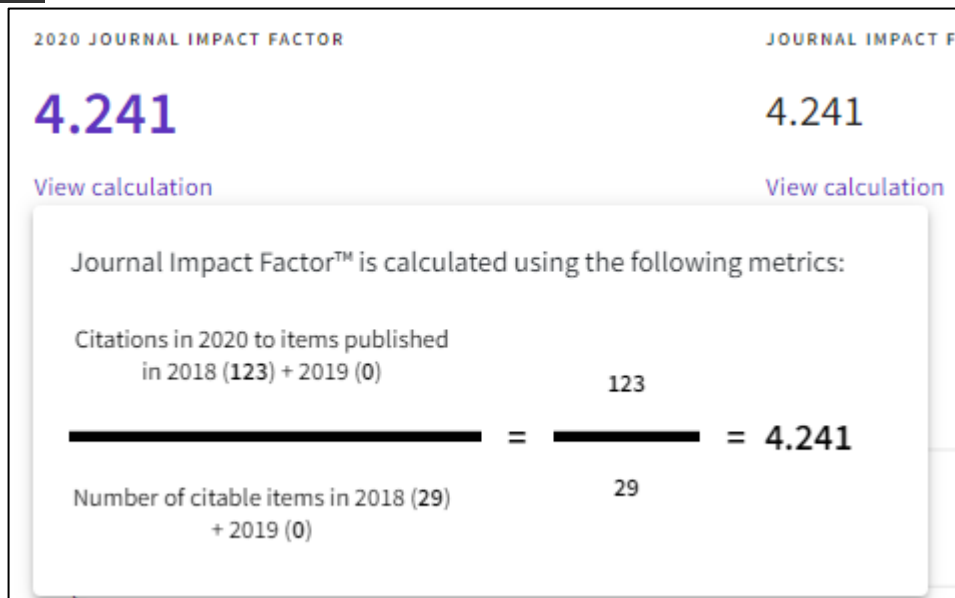 2020 JOURNAL IMPACT FACTOR
4.241
View calculation
JOURNAL IMPACT F
4.241
View calculation
Journal Impact Factor™ is calculated using the following metrics:
Citations in 2020 to items published
in 2018 (123) + 2019 (0)
Number of citable items in 2018 (29)
+ 2019 (0)
=
123
29
= 4.241